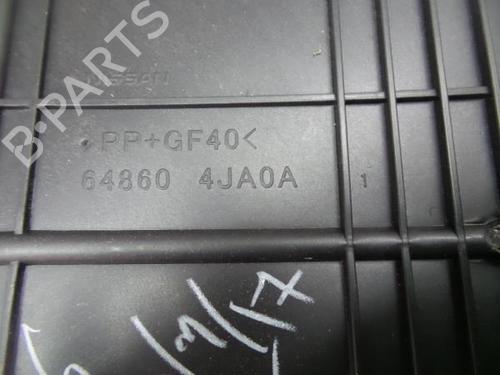 B-PARTS
NISSAN
>PP+GF40<
64860 4JA0A
1